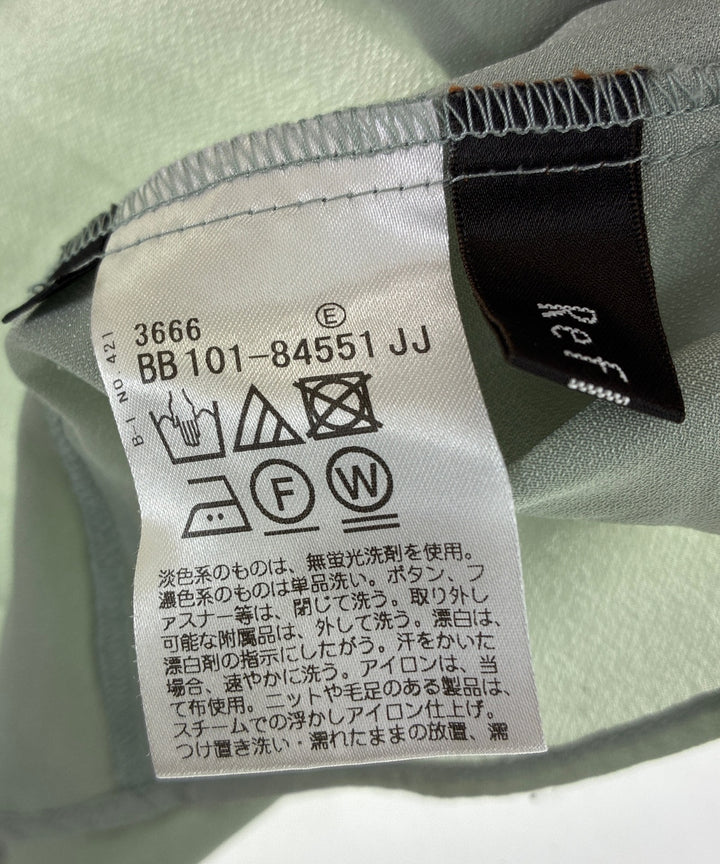 B-I NO. 421
3666
E
BB101-84551 JJ
F
W
淡色系のものは、無蛍光洗剤を使用。
濃色系のものは単品洗い。ボタン、フ
ァスナー等は、閉じて洗う。取り外し
可能な附属品は、外して洗う。漂白は、
漂白剤の指示にしたがう。汗をかいた
場合、速やかに洗う。アイロンは、当
て布使用。ニットや毛足のある製品は、
スチームでの浮かしアイロン仕上げ。
つけ置き洗い・濡れたままの放置、濡